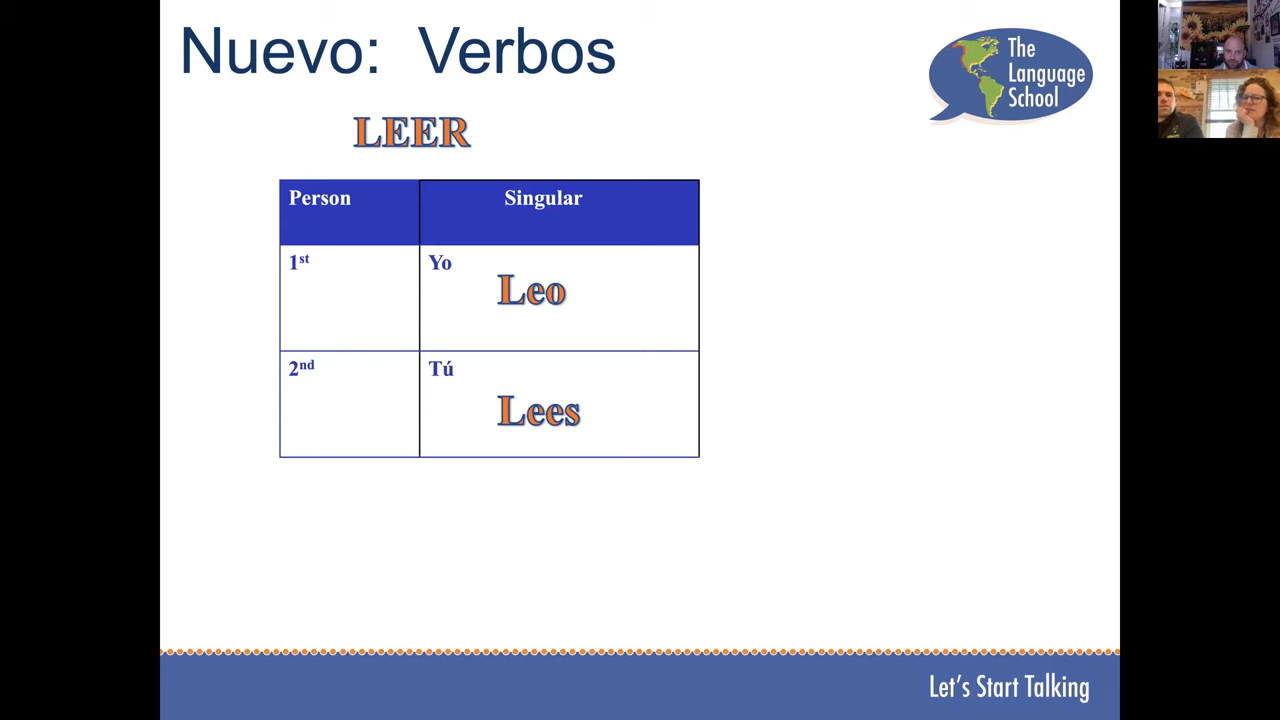 Nuevo: Verbos
The
Language
School
LEER
Person Singular
1st Yo
Leo
2nd Tú
Lees
Let's Start Talking